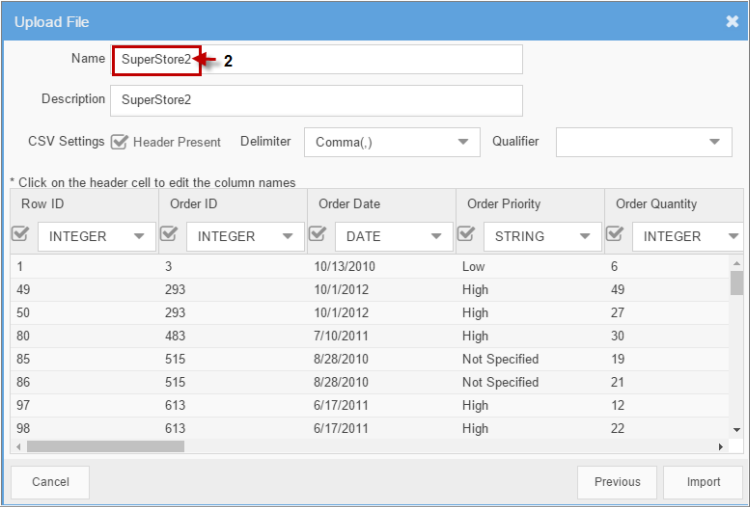 Upload File
Name SuperStore2 2
Description SuperStore2
CSV Settings Header Present Delimiter Comma(,) Qualifier
* Click on the header cell to edit the column names
Row ID Order ID Order Date Order Priority Order Quantity
INTEGER INTEGER DATE STRING INTEGER
1 3 10/13/2010 Low 6
49 293 10/1/2012 High 49
50 293 10/1/2012 High 27
80 483 7/10/2011 High 30
85 515 8/28/2010 Not Specified 19
86 515 8/28/2010 Not Specified 21
97 613 6/17/2011 High 12
98 613 6/17/2011 High 22
Cancel Previous Import